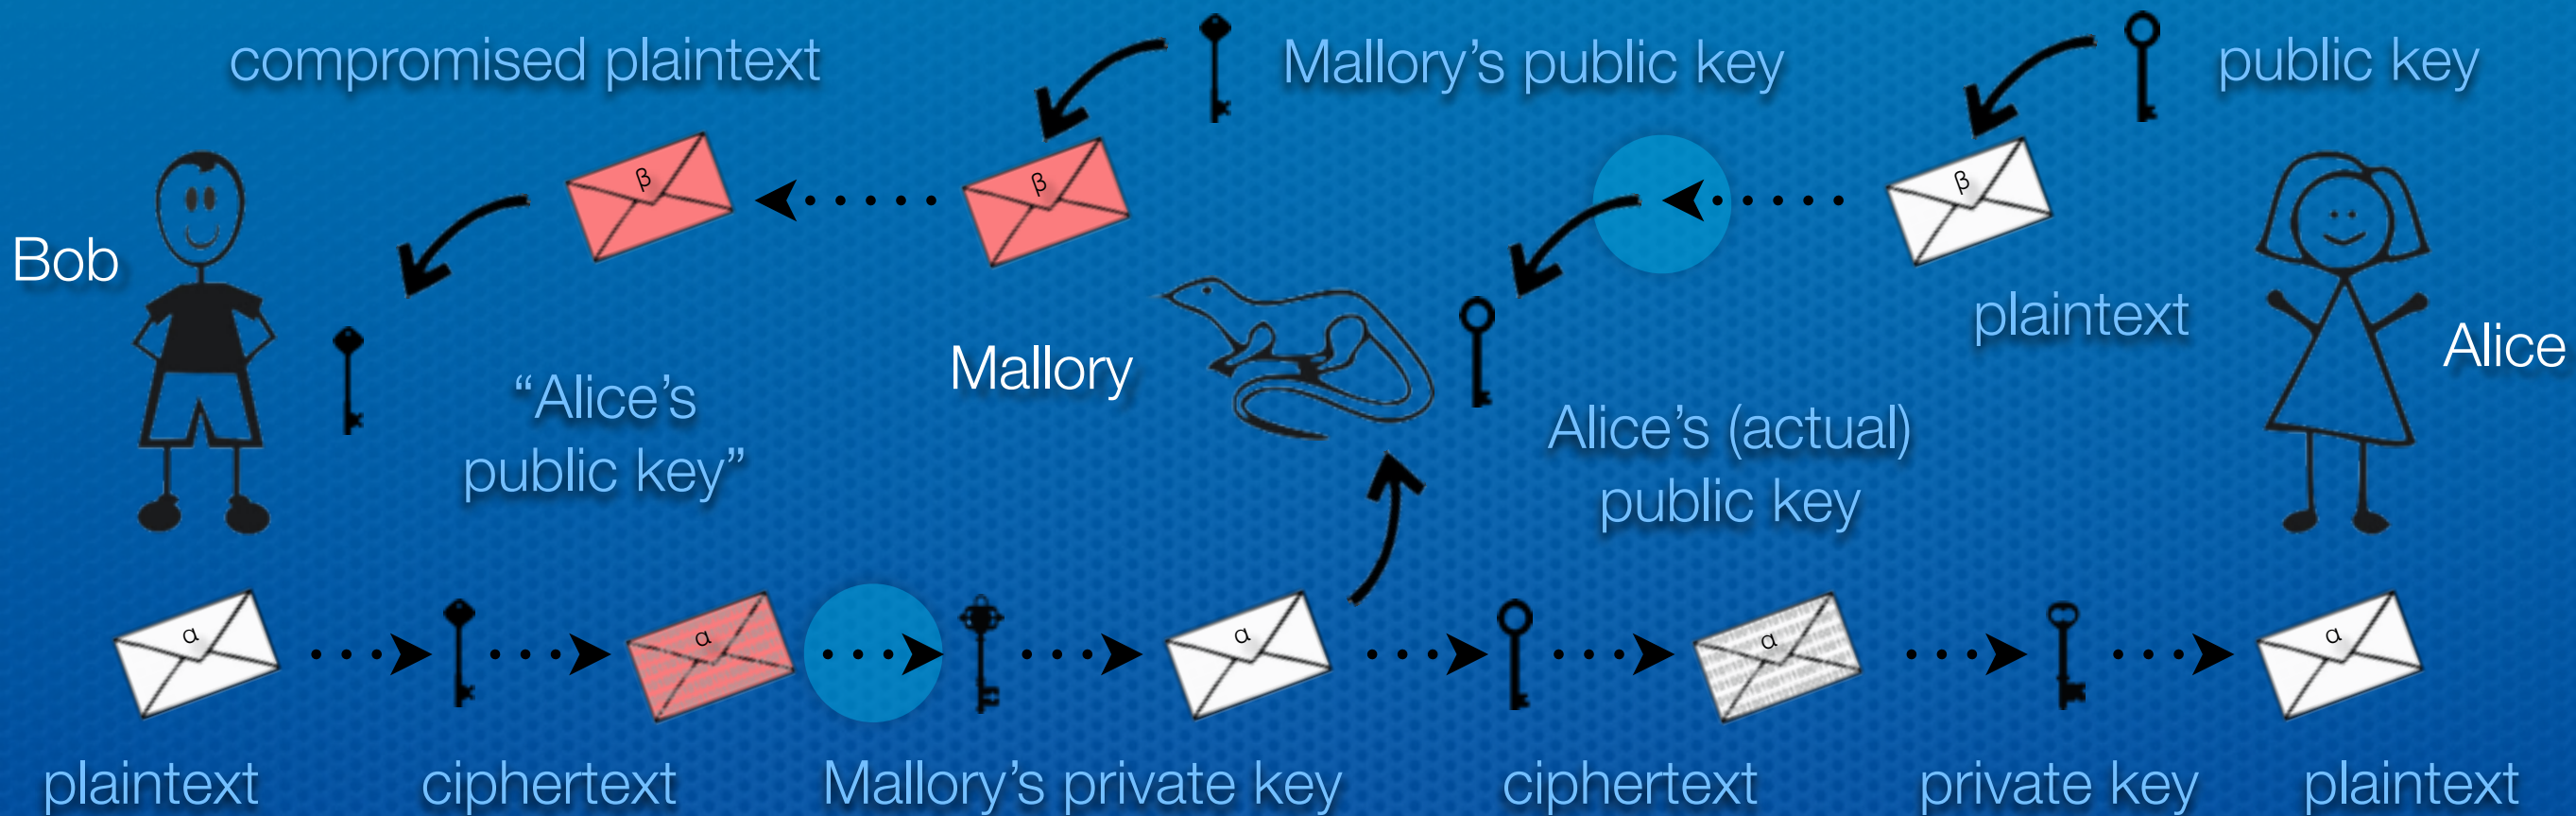 compromised plaintext
Mallory’s public key
public key
β
β
β
Bob
plaintext
Mallory
Alice
“Alice’s
public key”
Alice’s (actual)
public key
α
α
α
α
α
plaintext
ciphertext
Mallory’s private key
ciphertext
private key
plaintext